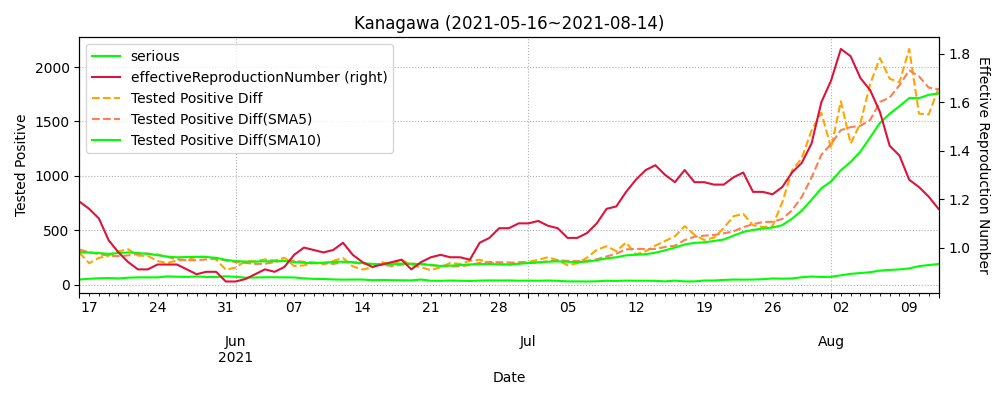 Kanagawa (2021-05-16~2021-08-14)
serious
effectiveReproductionNumber (right)
Tested Positive Diff
Tested Positive Diff(SMA5)
Tested Positive Diff(SMA10)
Tested Positive
2000
1500
1000
500
0
Effective Reproduction Number
1.8
1.6
1.4
1.2
1.0
17 24 31 07 14 21 28 05 12 19 26 02 09
Jun Jul Aug
2021
Date